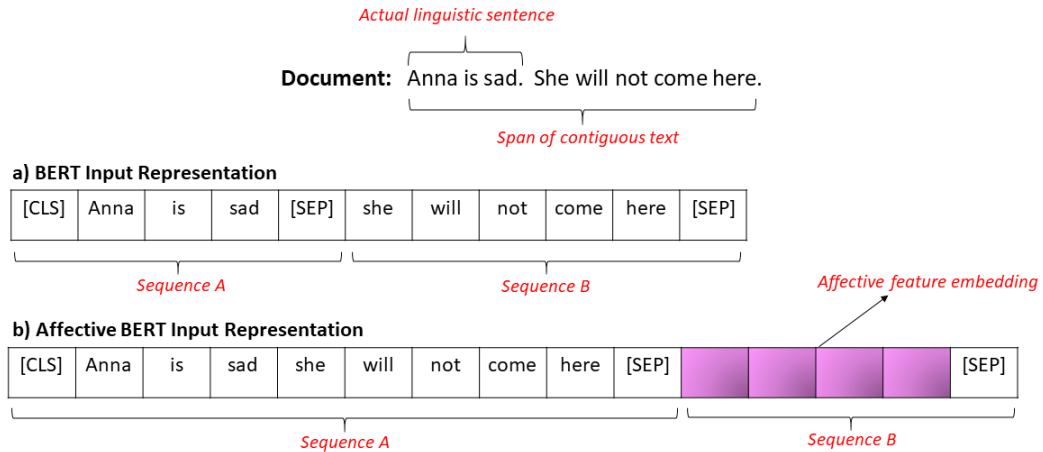 Actual linguistic sentence
Document: Anna is sad. She will not come here.
Span of contiguous text
a) BERT Input Representation
[CLS] Anna is sad [SEP] she will not come here [SEP]
Sequence A Sequence B
Affective feature embedding
b) Affective BERT Input Representation
[CLS] Anna is sad she will not come here [SEP] [SEP]
Sequence A Sequence B